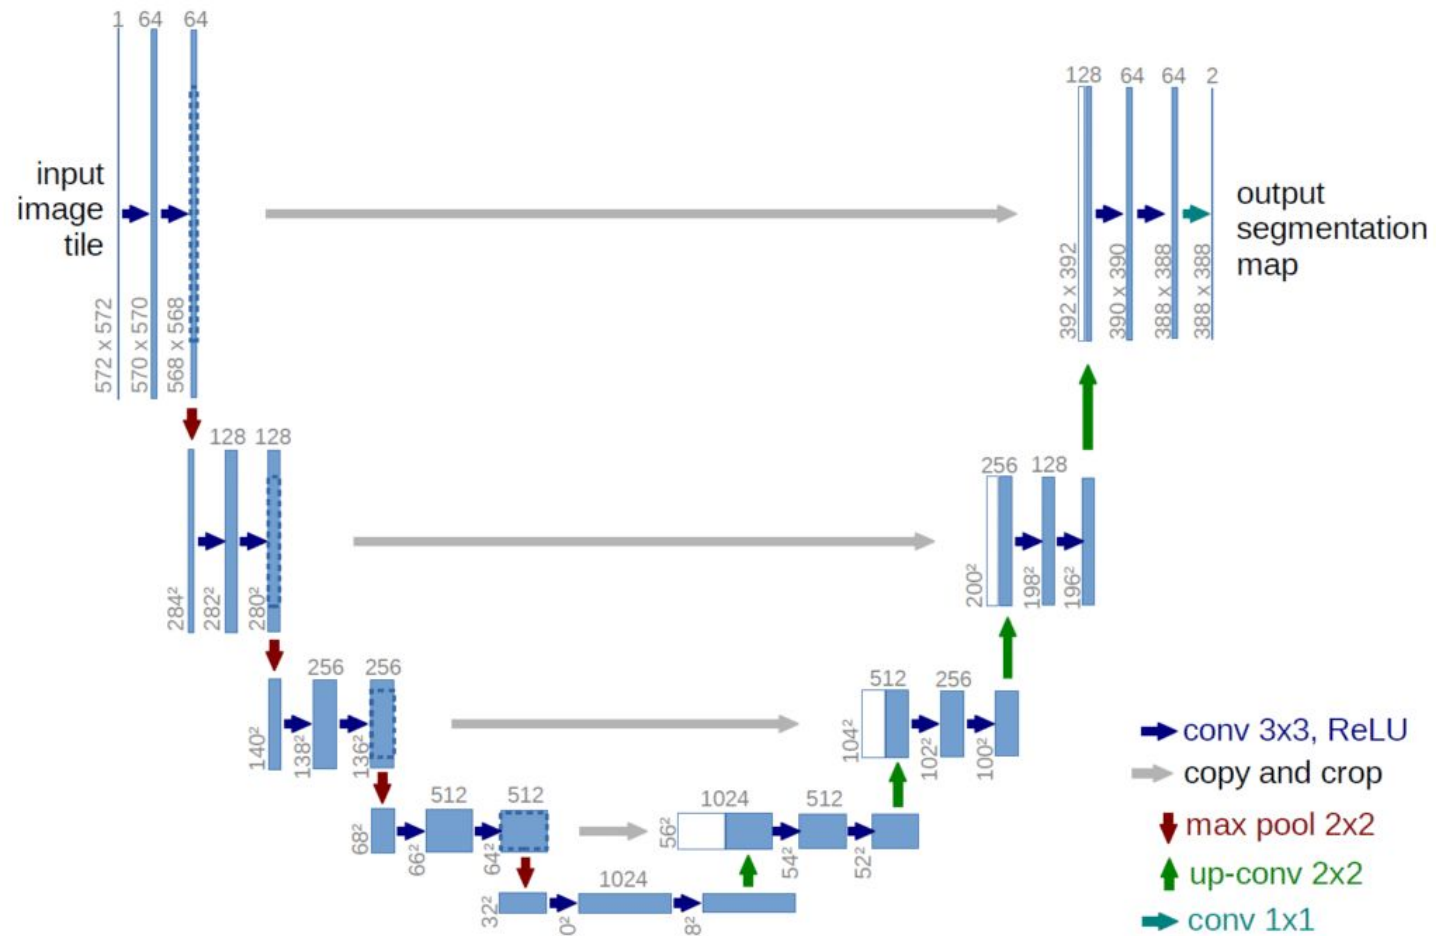 1 64 64
128 64 64 2
input
image
tile
output
segmentation
map
572 x 572
570 x 570
568 x 568
392 x 392
390 x 390
388 x 388
388 x 388
128 128
256 128
284²
282²
280²
200²
198²
196²
256 256
512 256
140²
138²
136²
104²
102²
100²
512 512
1024 512
68²
66²
64²
56²
54²
52²
1024
32²
0²
8²
conv 3x3, ReLU
copy and crop
max pool 2x2
up-conv 2x2
conv 1x1